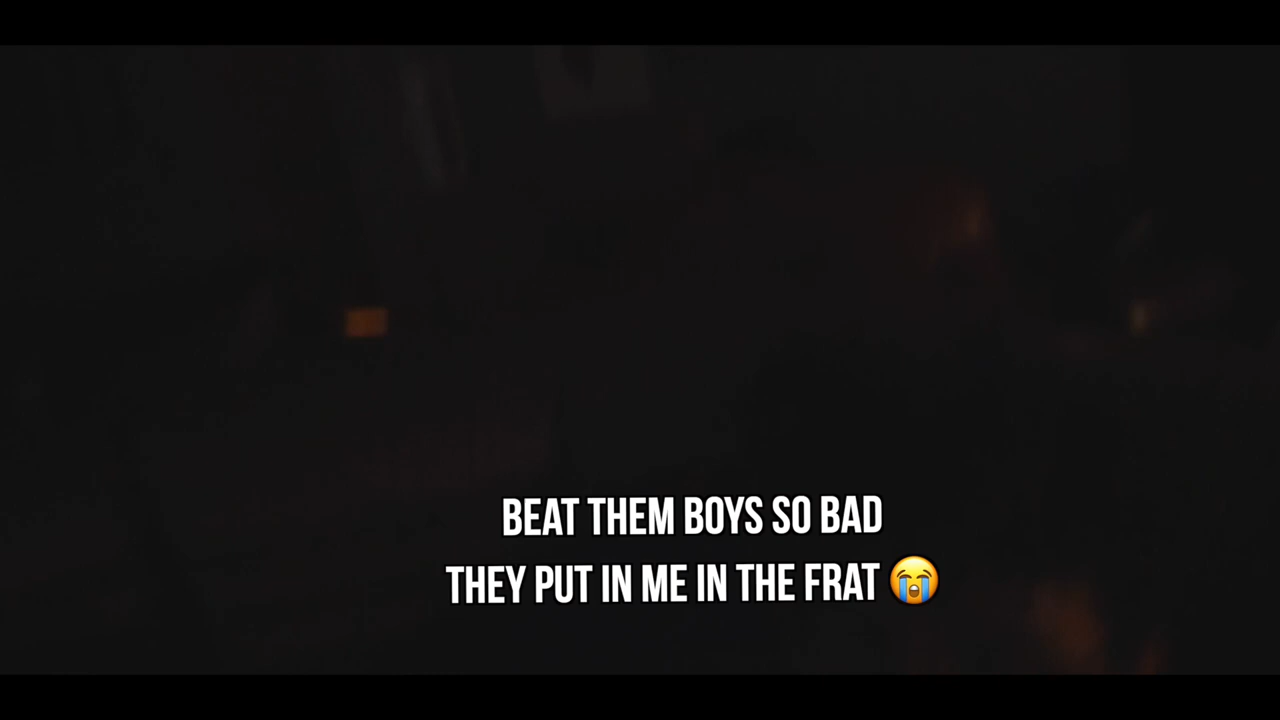 BEAT THEM BOYS SO BAD
THEY PUT IN ME IN THE FRAT 😭